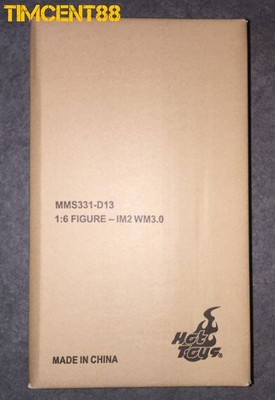 TIMCENT88
MMS331-D13
1:6 FIGURE – IM2 WM3.0
Hot
Toys®
MADE IN CHINA